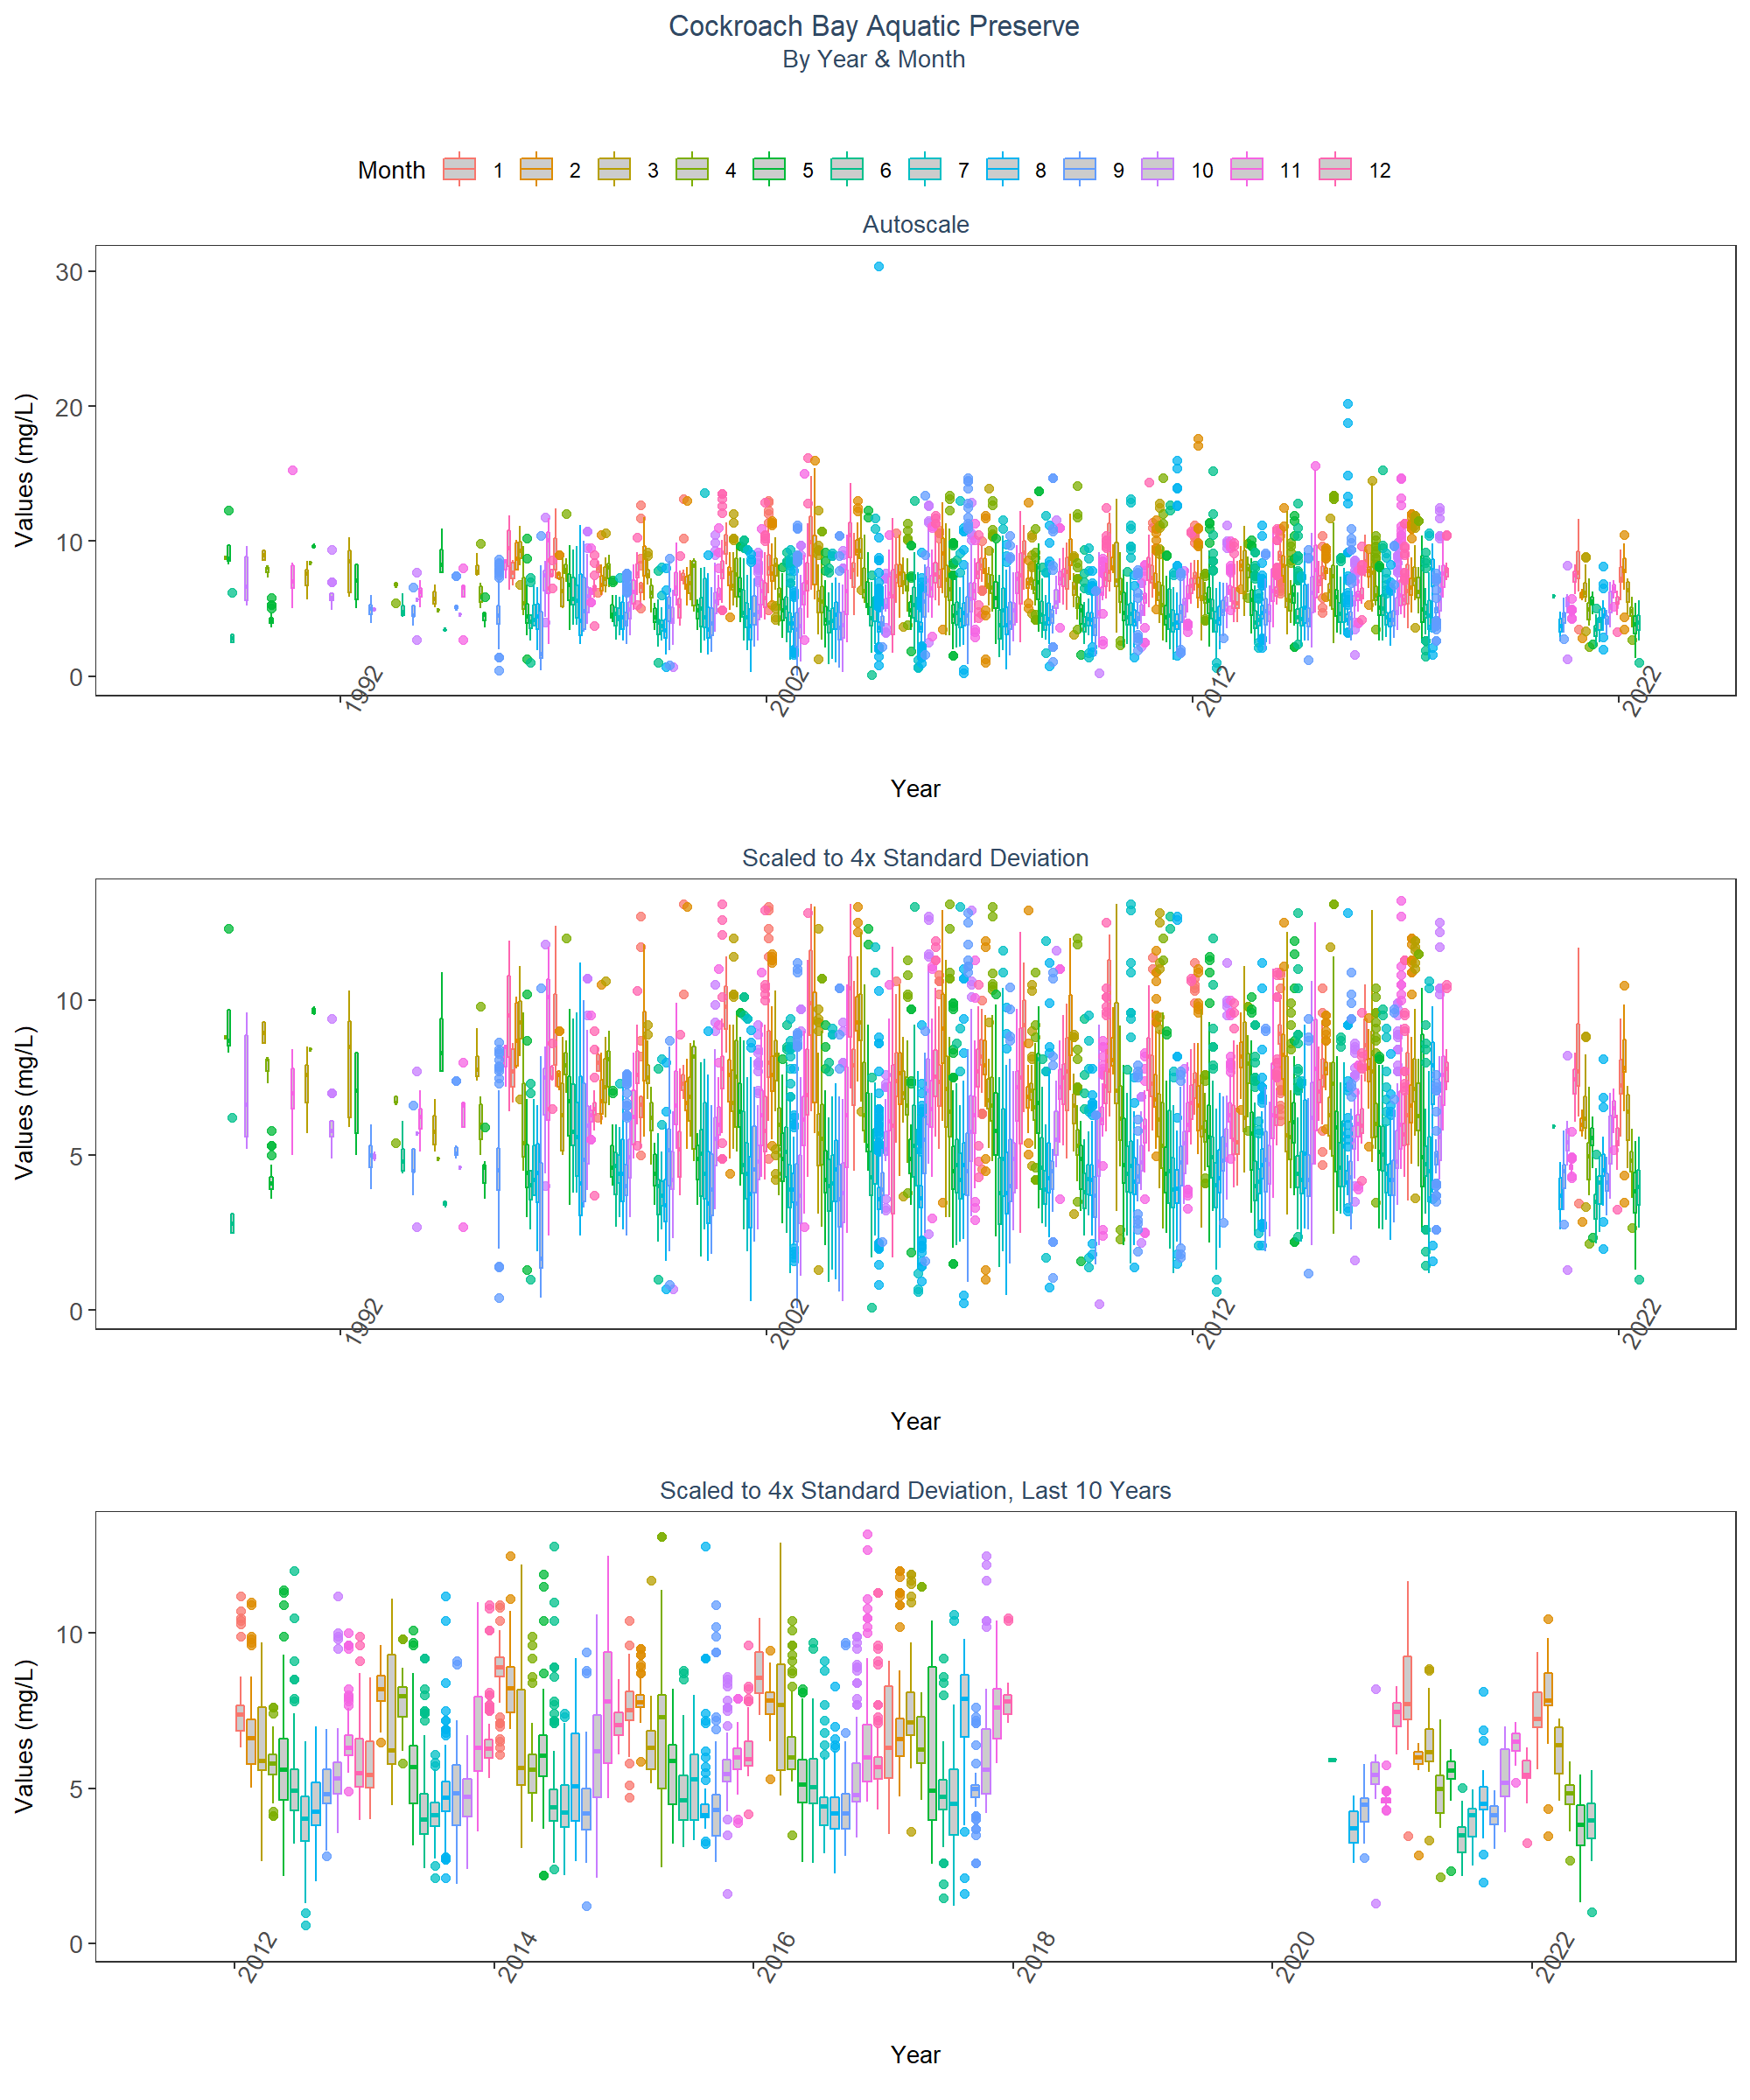 Cockroach Bay Aquatic Preserve
By Year & Month
Month 1 2 3 4 5 6 7 8 9 10 11 12
Autoscale
Values (mg/L)
30
20
10
0
1992 2002 2012 2022
Year
Scaled to 4x Standard Deviation
Values (mg/L)
10
5
0
1992 2002 2012 2022
Year
Scaled to 4x Standard Deviation, Last 10 Years
Values (mg/L)
10
5
0
2012 2014 2016 2018 2020 2022
Year